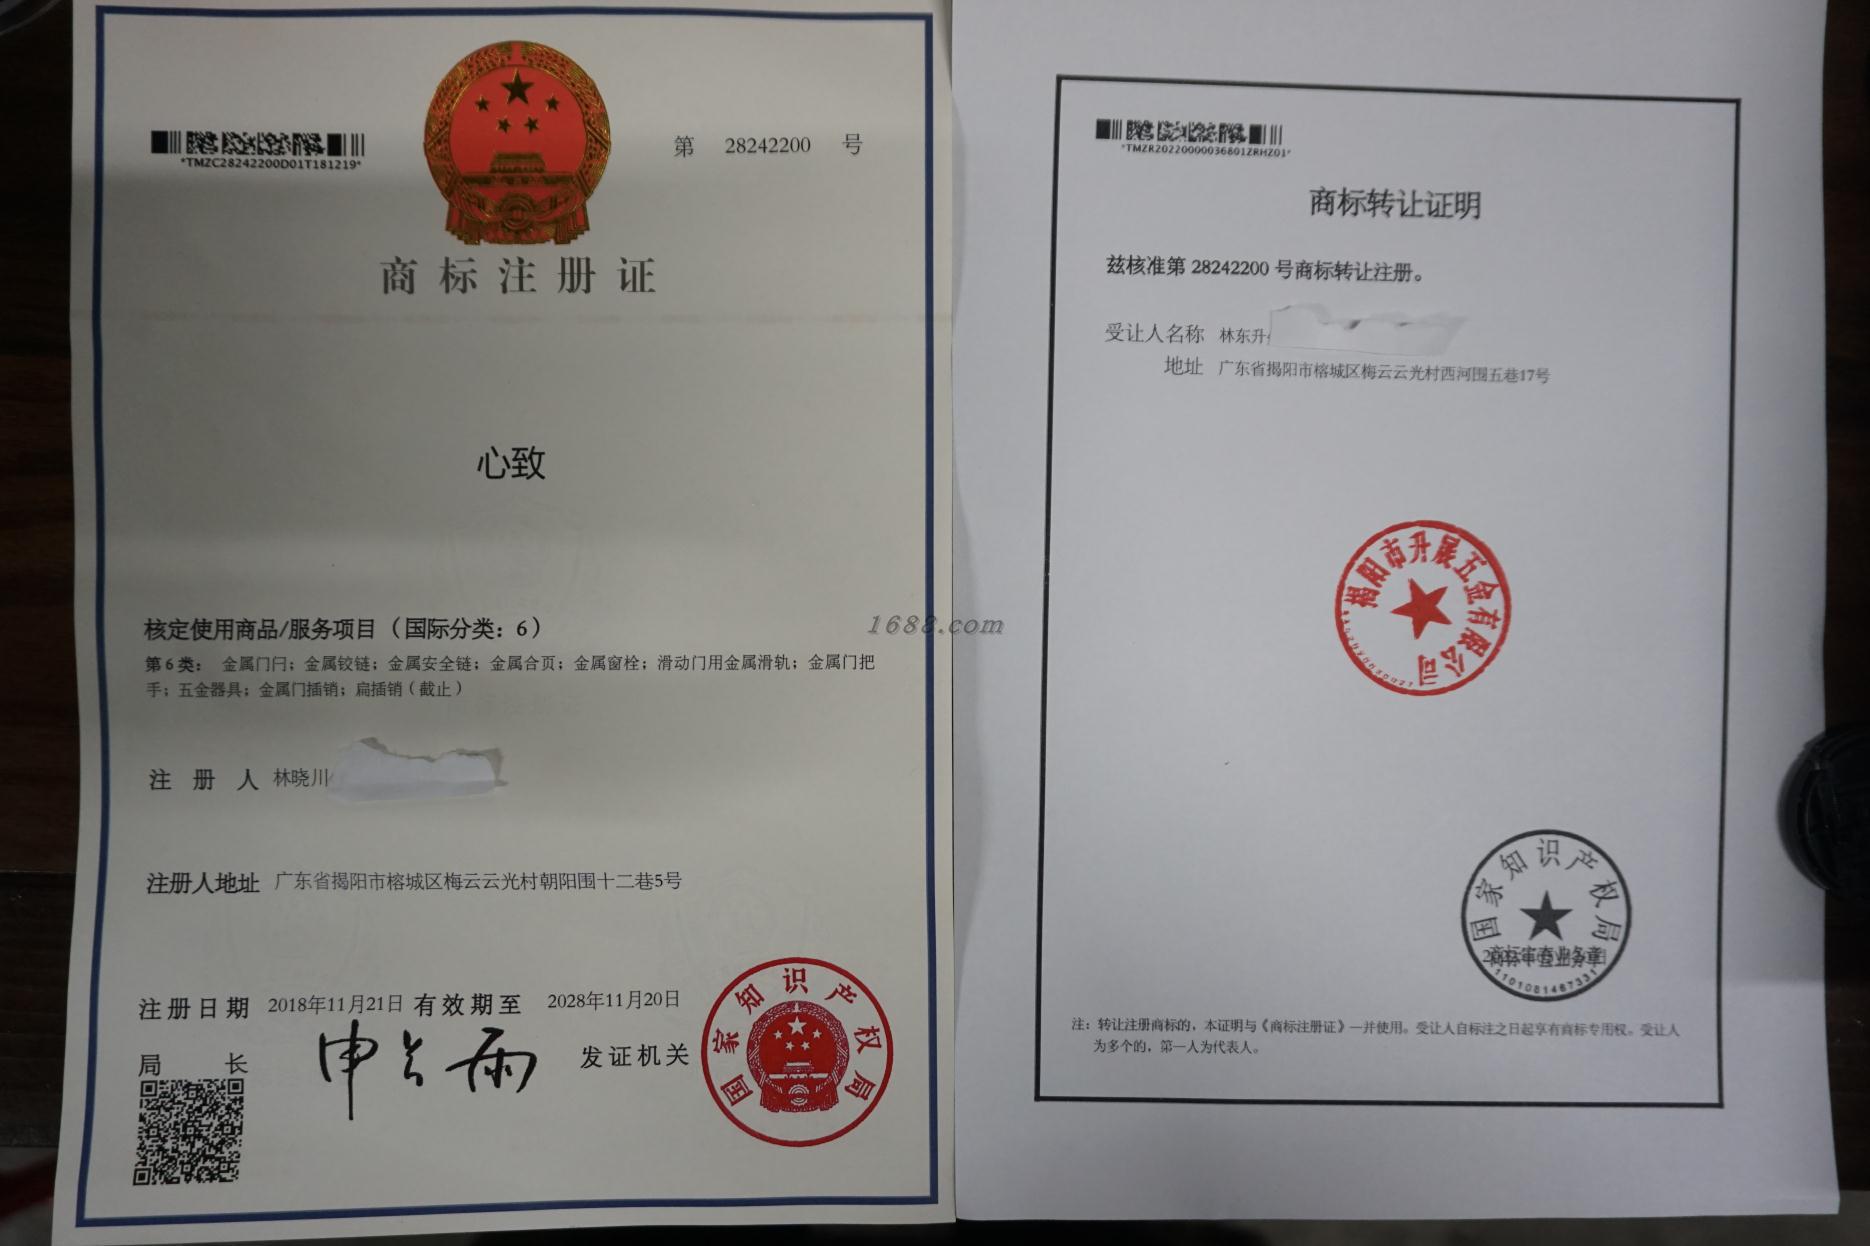 *TMZC28242200D01T181219*
第 28242200 号
商标注册证
心致
核定使用商品/服务项目（国际分类：6）
第6类： 金属门闩；金属铰链；金属安全链；金属合页；金属窗栓；滑动门用金属滑轨；金属门把
手；五金器具；金属门插销；扁插销（截止）
注册人 林晓川
注册人地址 广东省揭阳市榕城区梅云云光村朝阳围十二巷5号
注册日期 2018年11月21日 有效期至 2028年11月20日
局长 申长雨 发证机关
国家知识产权局
1688.com
*TMZR20220000036801ZRHZ01*
商标转让证明
兹核准第 28242200 号商标转让注册。
受让人名称 林东升
地址 广东省揭阳市榕城区梅云云光村西河围五巷17号
揭阳市升展五金有限公司
国家知识产权局
商标审查业务章
1101081467331
注：转让注册商标的，本证明与《商标注册证》一并使用。受让人自标注之日起享有商标专用权。受让人
为多个的，第一人为代表人。